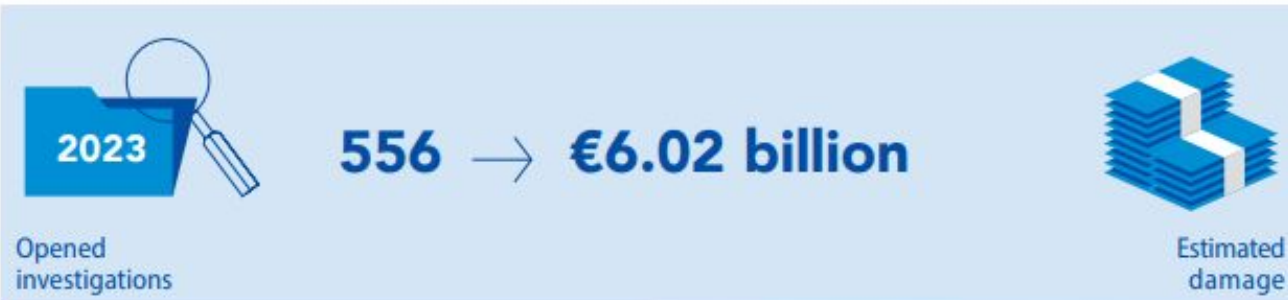 2023
556 → €6.02 billion
Opened
investigations
Estimated
damage